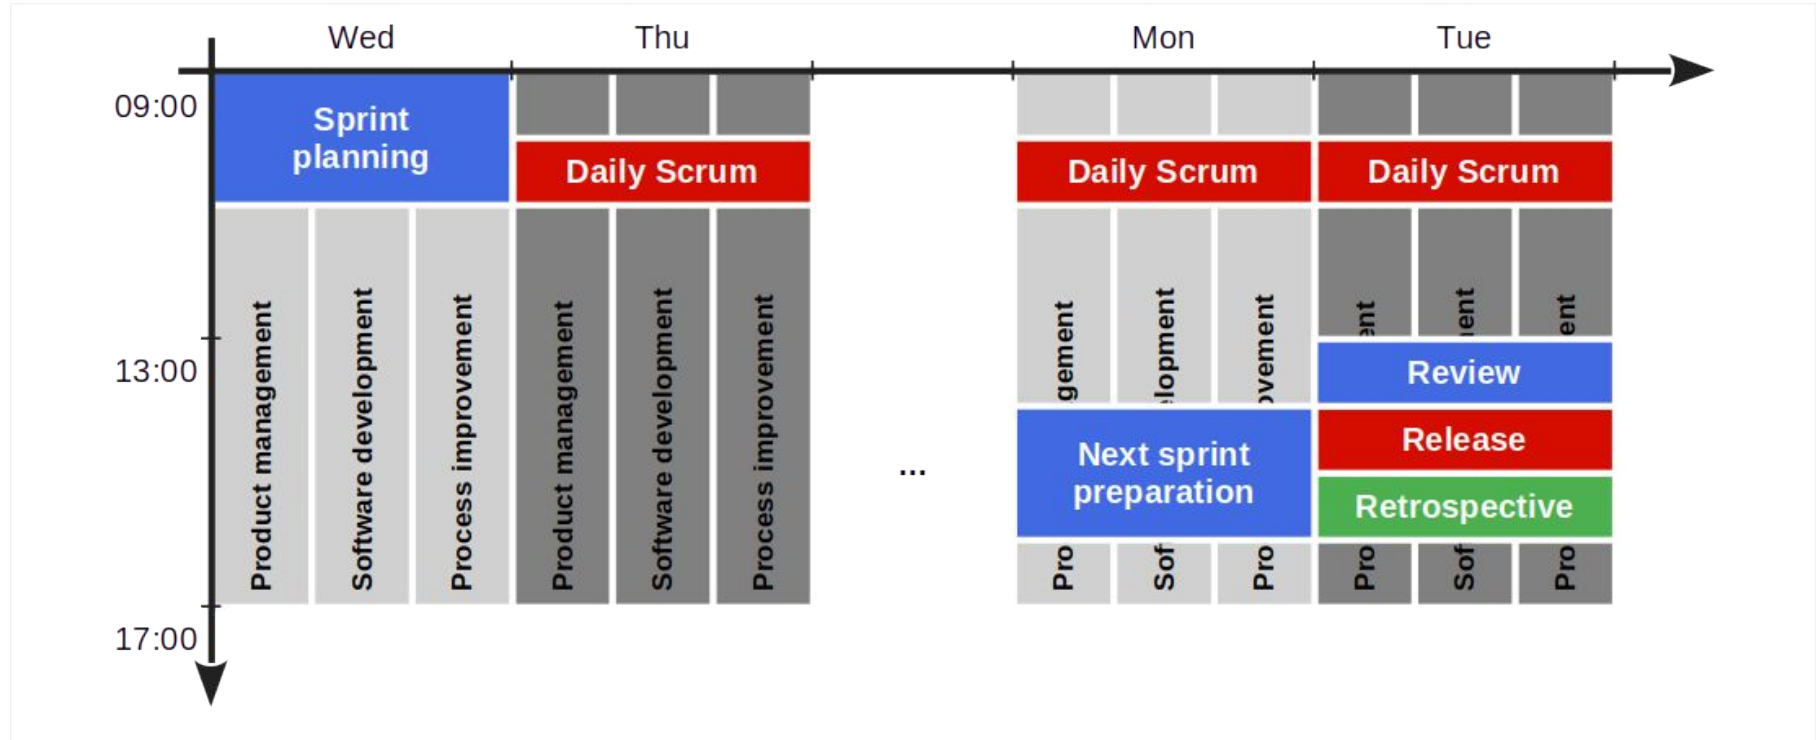 Wed
Thu
Mon
Tue
09:00
13:00
17:00
Sprint
planning
Daily Scrum
Daily Scrum
Daily Scrum
Product management
Software development
Process improvement
Product management
Software development
Process improvement
...
gement
lopment
ovement
Next sprint
preparation
Pro
Sof
Pro
ent
ent
ent
Review
Release
Retrospective
Pro
Sof
Pro